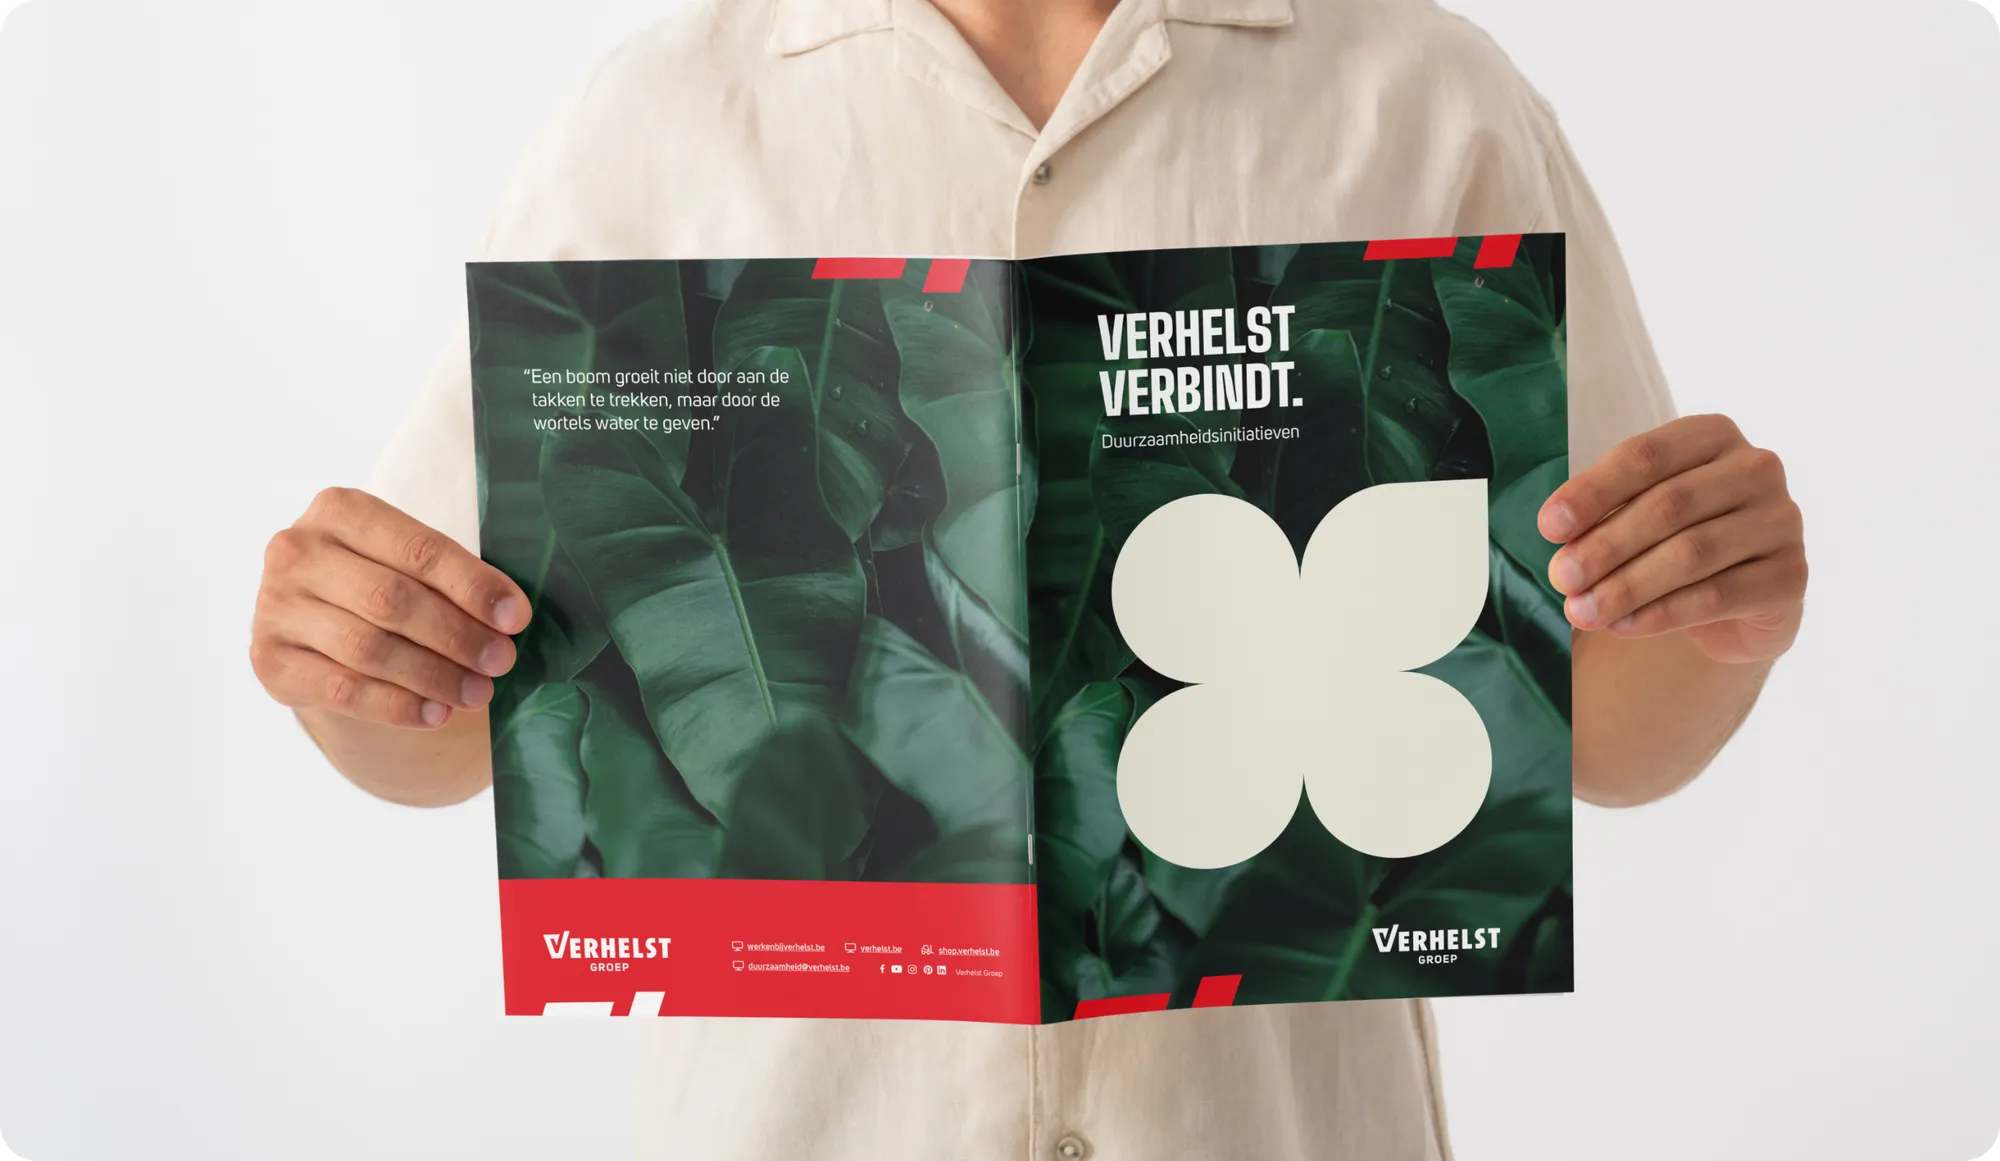 “Een boom groeit niet door aan de
takken te trekken, maar door de
wortels water te geven.”
VERHELST
GROEP
werkenbijverhelst.be verhelst.be shop.verhelst.be
duurzaamheid@verhelst.be Verhelst Groep
VERHELST
VERBINDT.
Duurzaamheidsinitiatieven
VERHELST
GROEP